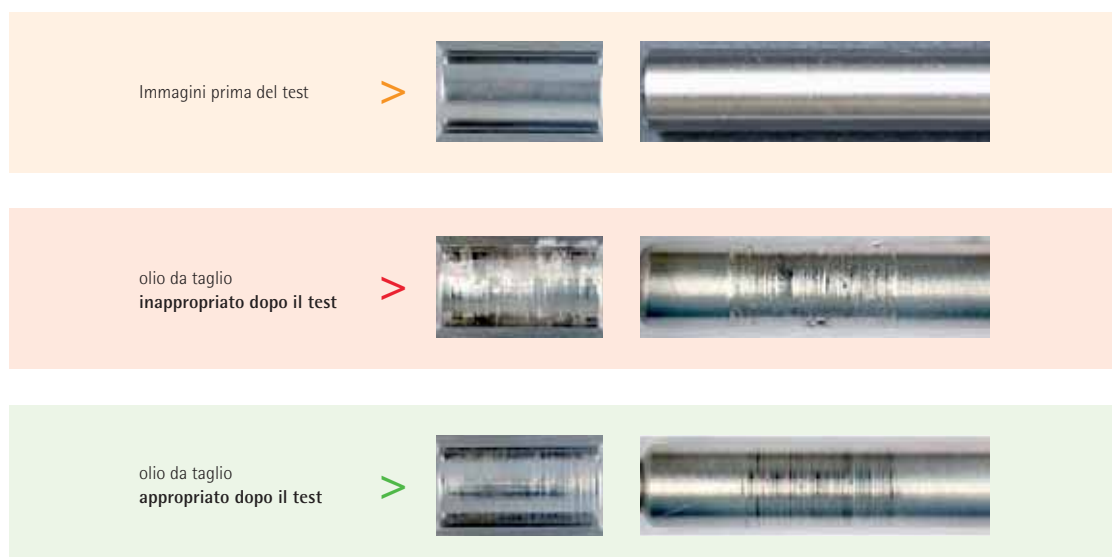 Immagini prima del test >
olio da taglio
inappropriato dopo il test >
olio da taglio
appropriato dopo il test >